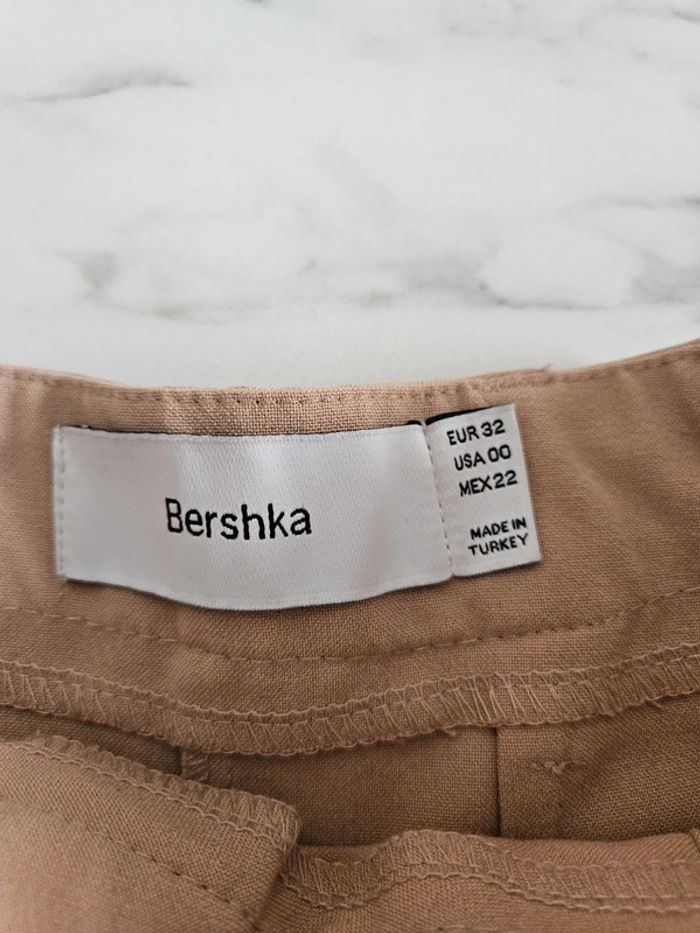 Bershka
EUR 32
USA 00
MEX 22
MADE IN
TURKEY